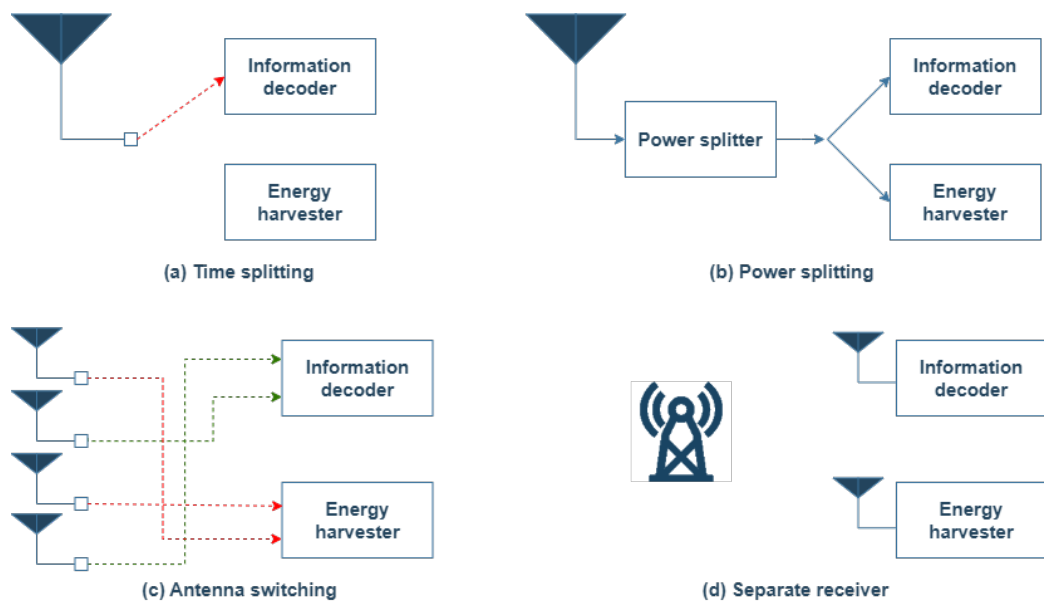 Information
decoder
Energy
harvester
(a) Time splitting
Power splitter
Information
decoder
Energy
harvester
(b) Power splitting
Information
decoder
Energy
harvester
(c) Antenna switching
Information
decoder
Energy
harvester
(d) Separate receiver